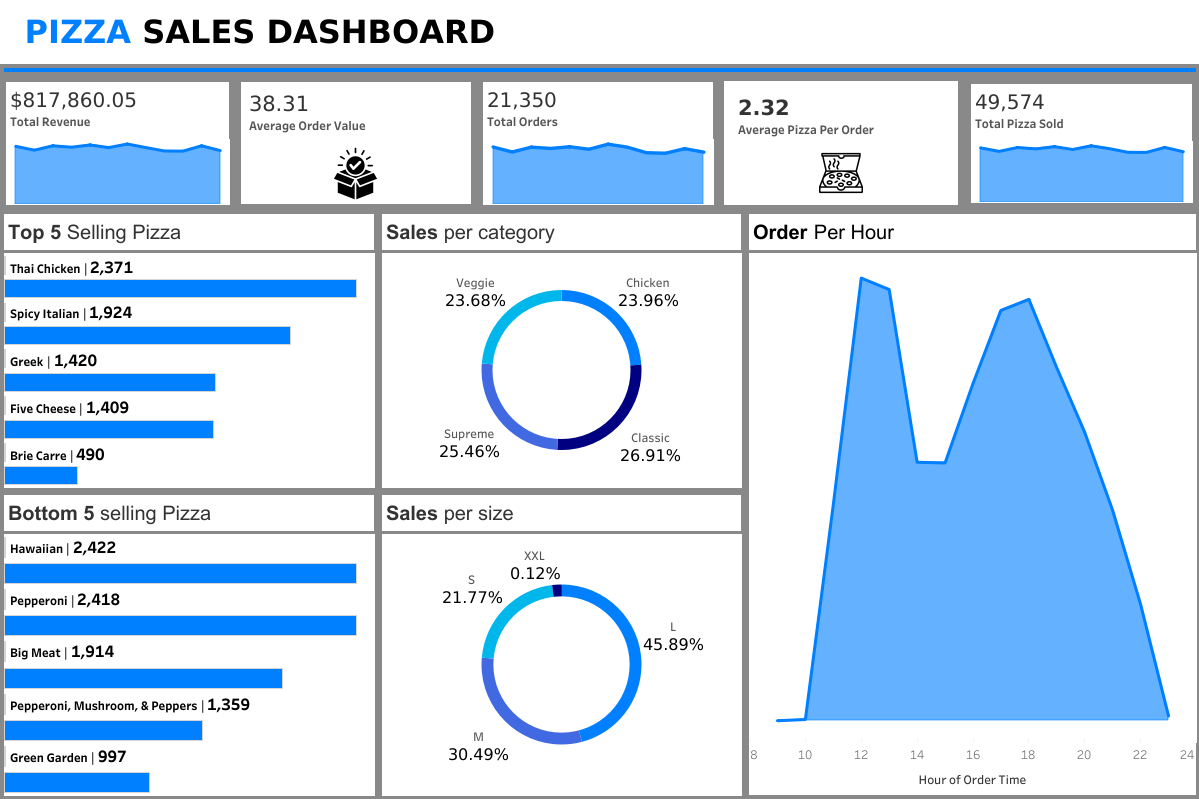 PIZZA SALES DASHBOARD
$817,860.05
Total Revenue
38.31
Average Order Value
21,350
Total Orders
2.32
Average Pizza Per Order
49,574
Total Pizza Sold
Top 5 Selling Pizza
Thai Chicken | 2,371
Spicy Italian | 1,924
Greek | 1,420
Five Cheese | 1,409
Brie Carre | 490
Sales per category
Veggie
23.68%
Chicken
23.96%
Supreme
25.46%
Classic
26.91%
Order Per Hour
8 10 12 14 16 18 20 22 24
Hour of Order Time
Bottom 5 selling Pizza
Hawaiian | 2,422
Pepperoni | 2,418
Big Meat | 1,914
Pepperoni, Mushroom, & Peppers | 1,359
Green Garden | 997
Sales per size
XXL
0.12%
S
21.77%
L
45.89%
M
30.49%